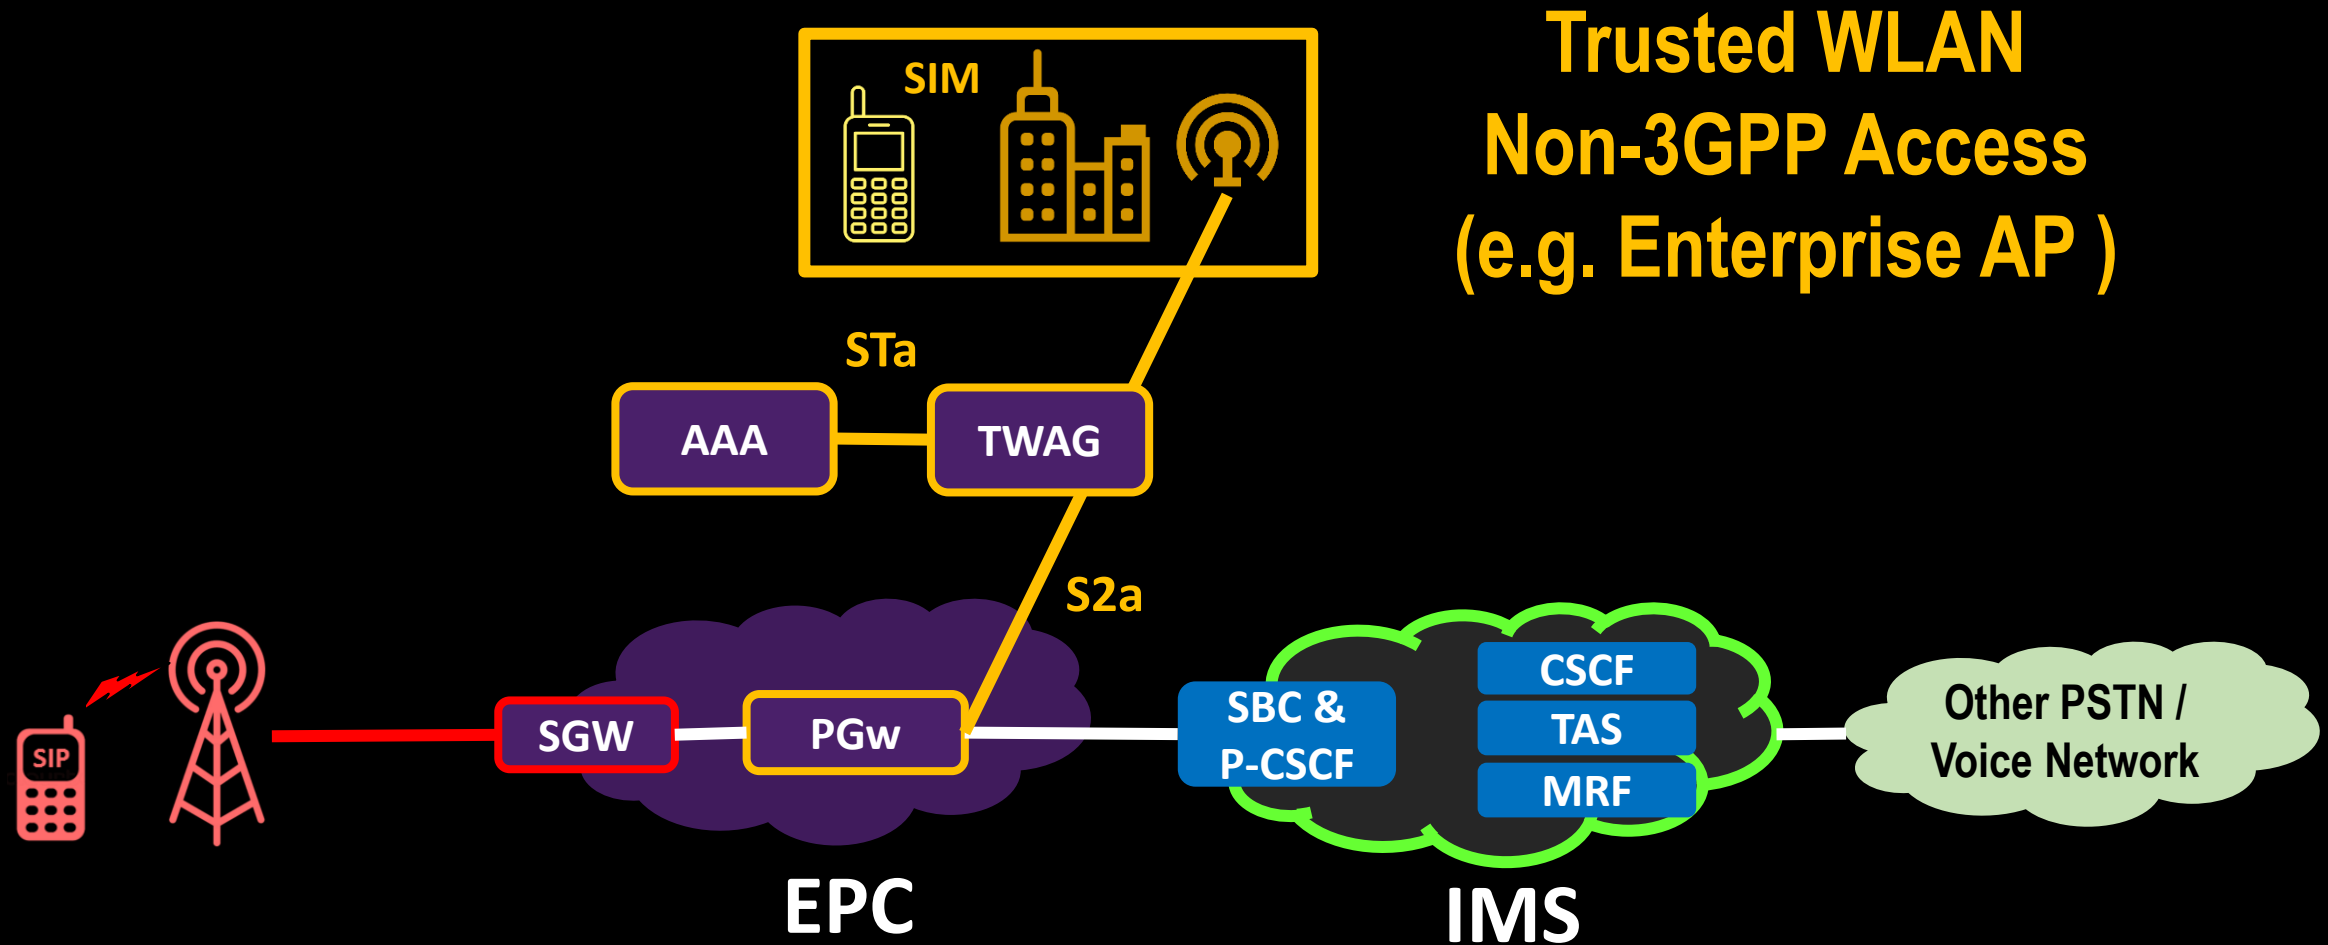 Trusted WLAN
Non-3GPP Access
(e.g. Enterprise AP )
SIM
STa
AAA
TWAG
S2a
SIP
SGW
PGw
SBC &
P-CSCF
CSCF
TAS
MRF
Other PSTN /
Voice Network
EPC
IMS